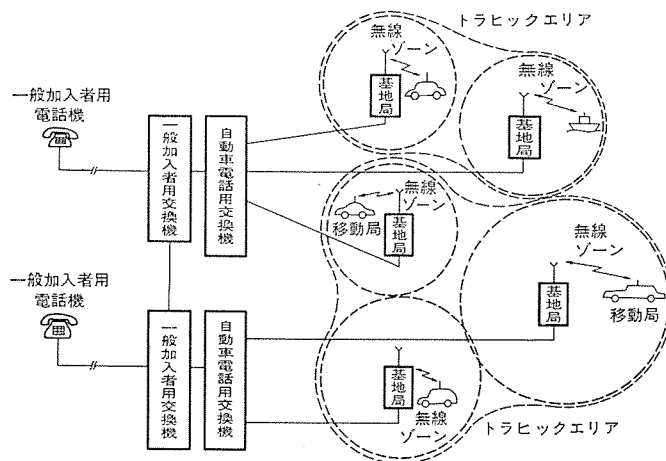 トラヒックエリア
無線
ゾーン
基地局
無線
ゾーン
基地局
一般加入者用
電話機
一般加入者用交換機
自動車電話用交換機
無線
ゾーン
移動局
基地局
無線
ゾーン
基地局
移動局
一般加入者用
電話機
一般加入者用交換機
自動車電話用交換機
基地局
無線
ゾーン
トラヒックエリア